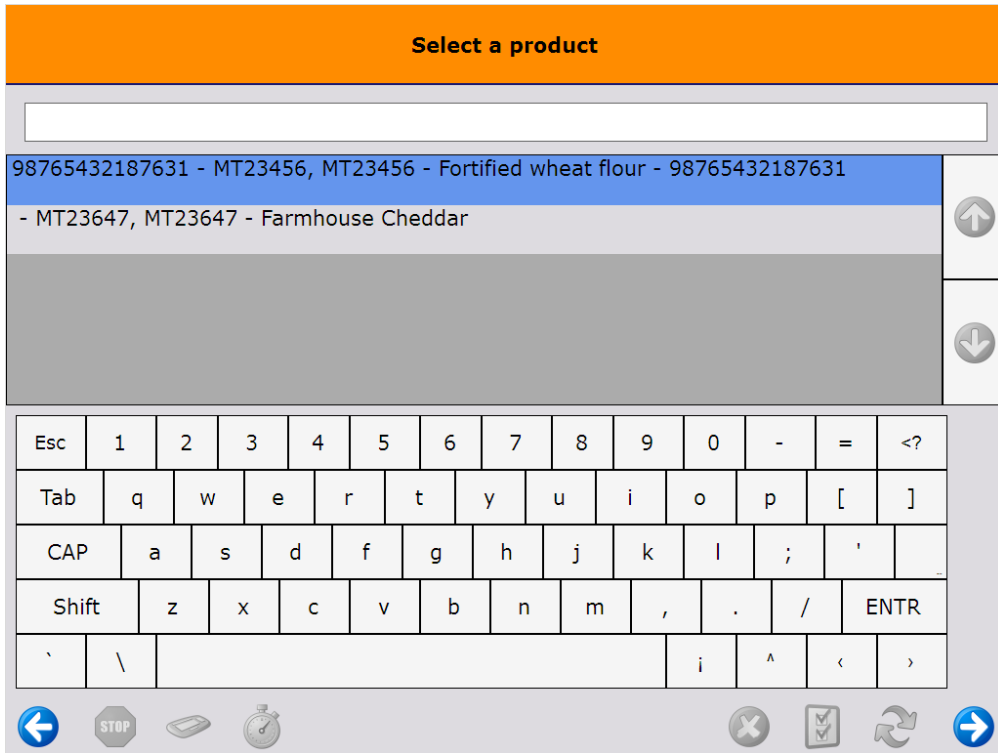 Select a product
98765432187631 - MT23456, MT23456 - Fortified wheat flour - 98765432187631
- MT23647, MT23647 - Farmhouse Cheddar
Esc 1 2 3 4 5 6 7 8 9 0 - = <?
Tab q w e r t y u i o p [ ]
CAP a s d f g h j k l ; '
Shift z x c v b n m , . / ENTR
` \ ¡ ^ ‹ ›
STOP